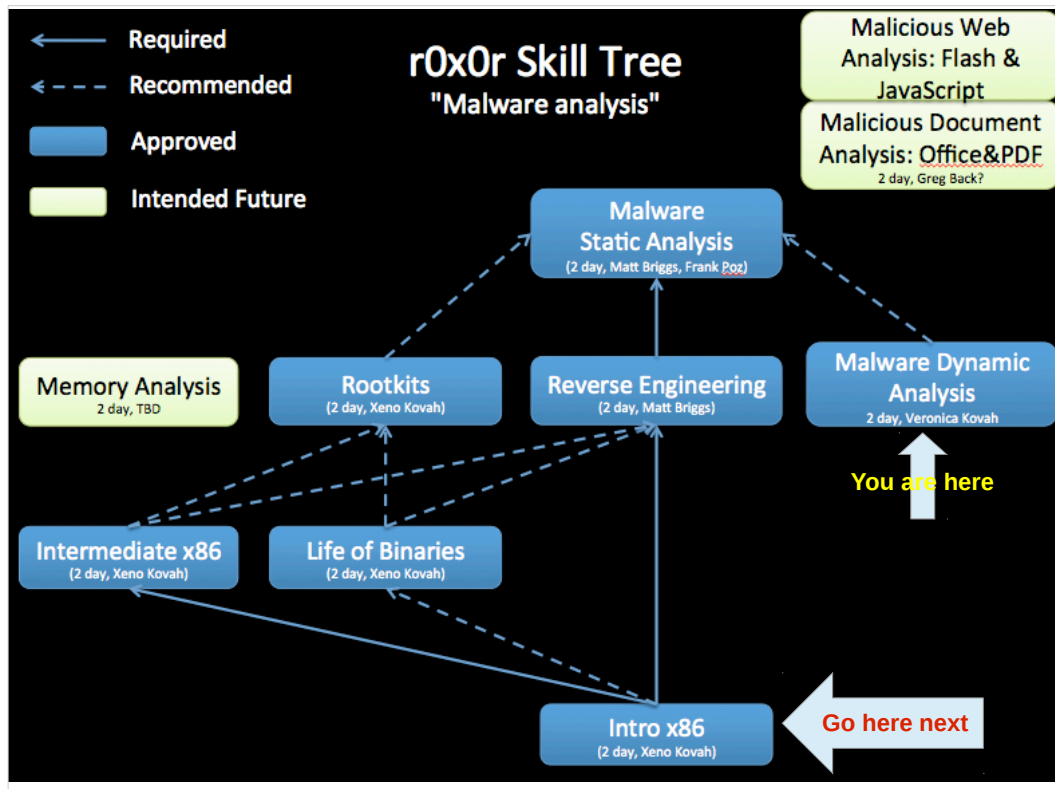 Required
Recommended
Approved
Intended Future
r0x0r Skill Tree
"Malware analysis"
Malicious Web
Analysis: Flash &
JavaScript
Malicious Document
Analysis: Office&PDF
2 day, Greg Back?
Malware
Static Analysis
(2 day, Matt Briggs, Frank Poz)
Memory Analysis
2 day, TBD
Rootkits
(2 day, Xeno Kovah)
Reverse Engineering
(2 day, Matt Briggs)
Malware Dynamic
Analysis
2 day, Veronica Kovah
You are here
Intermediate x86
(2 day, Xeno Kovah)
Life of Binaries
(2 day, Xeno Kovah)
Intro x86
(2 day, Xeno Kovah)
Go here next